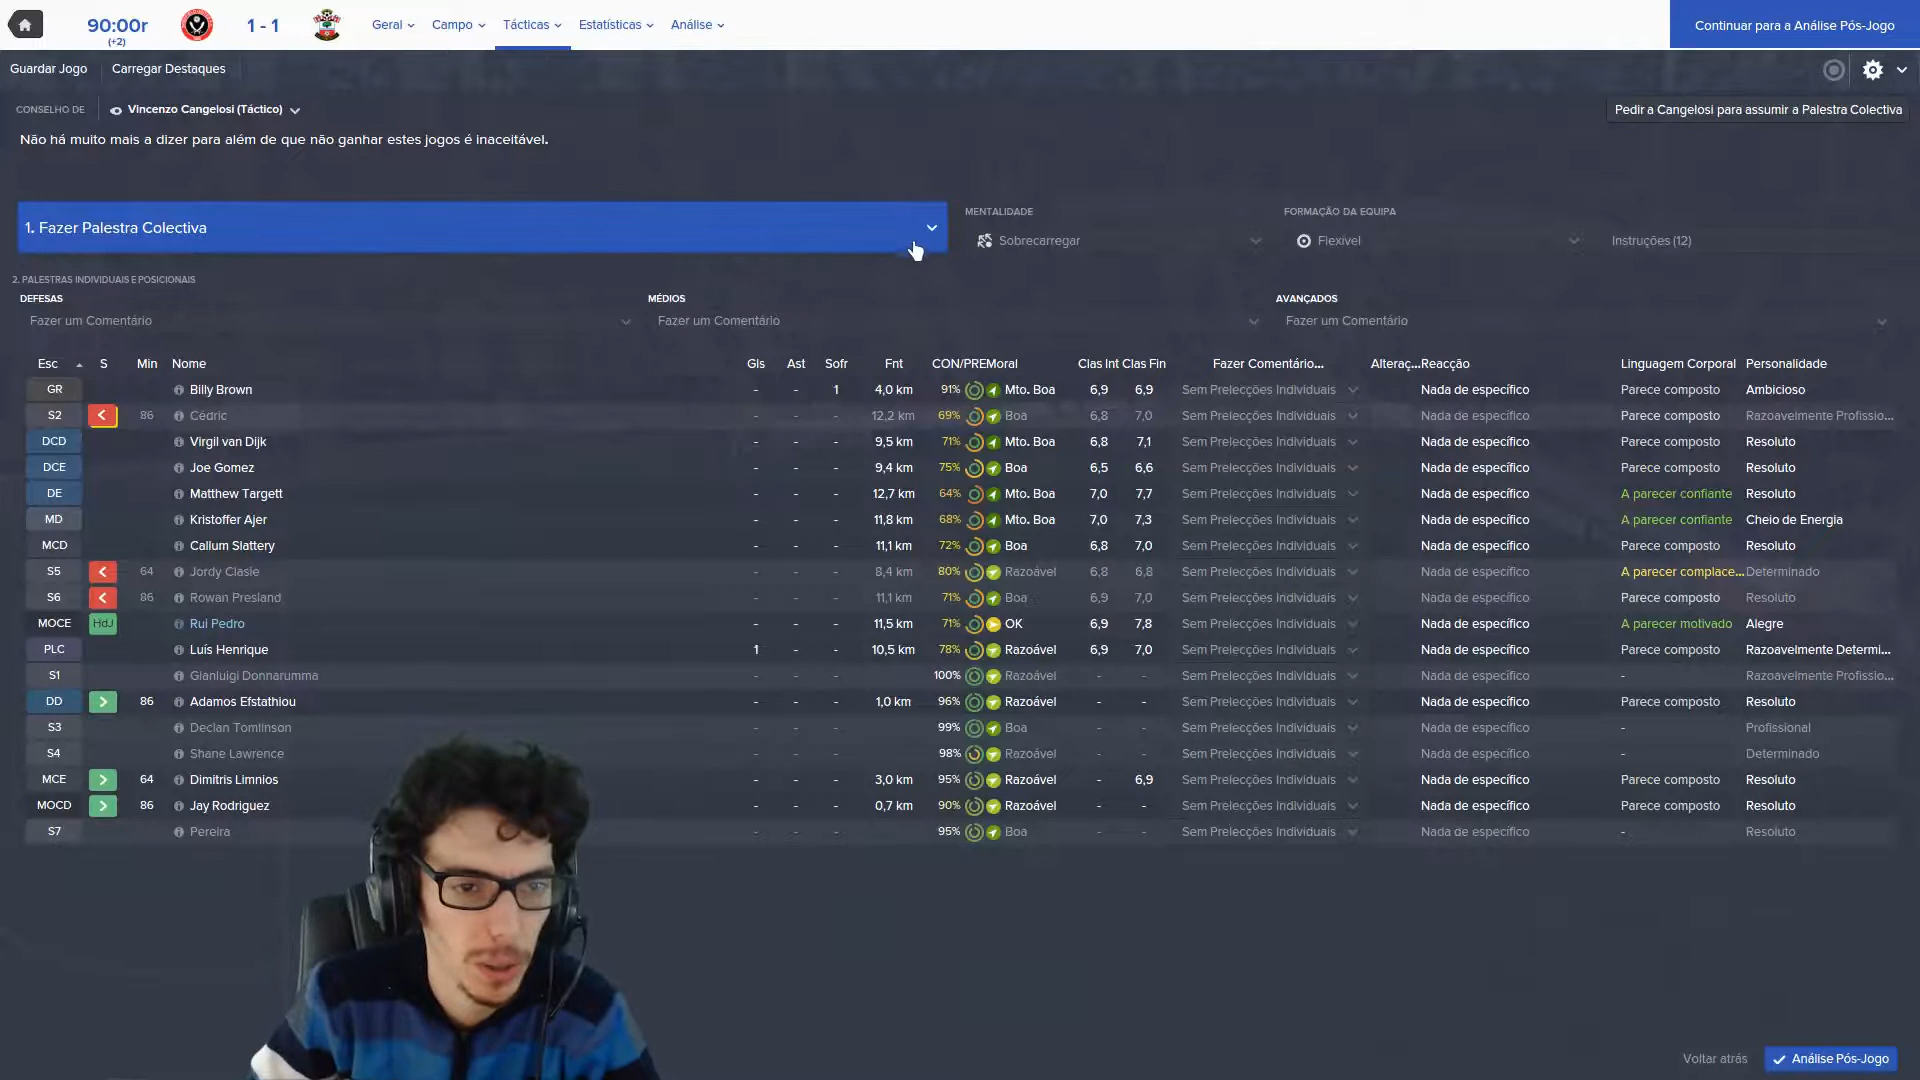 90:00r
(+2)
1 - 1
Geral
Campo
Tácticas
Estatísticas
Análise
Continuar para a Análise Pós-Jogo
Guardar Jogo
Carregar Destaques
CONSELHO DE
Vincenzo Cangelosi (Táctico)
Pedir a Cangelosi para assumir a Palestra Colectiva
Não há muito mais a dizer para além de que não ganhar estes jogos é inaceitável.
1. Fazer Palestra Colectiva
MENTALIDADE
Sobrecarregar
FORMAÇÃO DA EQUIPA
Flexível
Instruções (12)
2. PALESTRAS INDIVIDUAIS E POSICIONAIS
DEFESAS
Fazer um Comentário
MÉDIOS
Fazer um Comentário
AVANÇADOS
Fazer um Comentário
Esc S Min Nome Gls Ast Sofr Fnt CON/PREMoral Clas Int Clas Fin Fazer Comentário... Alteraç...Reacção Linguagem Corporal Personalidade
GR Billy Brown - - 1 4,0 km 91% Mto. Boa 6,9 6,9 Sem Prelecções Individuais Nada de específico Parece composto Ambicioso
S2 86 Cédric - - - 12,2 km 69% Boa 6,8 7,0 Sem Prelecções Individuais Nada de específico Parece composto Razoavelmente Profissio...
DCD Virgil van Dijk - - - 9,5 km 71% Mto. Boa 6,8 7,1 Sem Prelecções Individuais Nada de específico Parece composto Resoluto
DCE Joe Gomez - - - 9,4 km 75% Boa 6,5 6,6 Sem Prelecções Individuais Nada de específico Parece composto Resoluto
DE Matthew Targett - - - 12,7 km 64% Mto. Boa 7,0 7,7 Sem Prelecções Individuais Nada de específico A parecer confiante Resoluto
MD Kristoffer Ajer - - - 11,8 km 68% Mto. Boa 7,0 7,3 Sem Prelecções Individuais Nada de específico A parecer confiante Cheio de Energia
MCD Callum Slattery - - - 11,1 km 72% Boa 6,8 7,0 Sem Prelecções Individuais Nada de específico Parece composto Resoluto
S5 64 Jordy Clasie - - - 8,4 km 80% Razoável 6,8 6,8 Sem Prelecções Individuais Nada de específico A parecer complace... Determinado
S6 86 Rowan Presland - - - 11,1 km 71% Boa 6,9 7,0 Sem Prelecções Individuais Nada de específico Parece composto Resoluto
MOCE HdJ Rui Pedro - - - 11,5 km 71% OK 6,9 7,8 Sem Prelecções Individuais Nada de específico A parecer motivado Alegre
PLC Luís Henrique 1 - - 10,5 km 78% Razoável 6,9 7,0 Sem Prelecções Individuais Nada de específico Parece composto Razoavelmente Determi...
S1 Gianluigi Donnarumma - - - 100% Razoável - - Sem Prelecções Individuais Nada de específico - Razoavelmente Profissio...
DD 86 Adamos Efstathiou - - - 1,0 km 96% Razoável - - Sem Prelecções Individuais Nada de específico Parece composto Resoluto
S3 Declan Tomlinson - - - 99% Boa - - Sem Prelecções Individuais Nada de específico - Profissional
S4 Shane Lawrence - - - 98% Razoável - - Sem Prelecções Individuais Nada de específico - Determinado
MCE 64 Dimitris Limnios - - - 3,0 km 95% Razoável - 6,9 Sem Prelecções Individuais Nada de específico Parece composto Resoluto
MOCD 86 Jay Rodriguez - - - 0,7 km 90% Razoável - - Sem Prelecções Individuais Nada de específico Parece composto Resoluto
S7 Pereira - - - 95% Boa - - Sem Prelecções Individuais Nada de específico - Resoluto
Voltar atrás
Análise Pós-Jogo